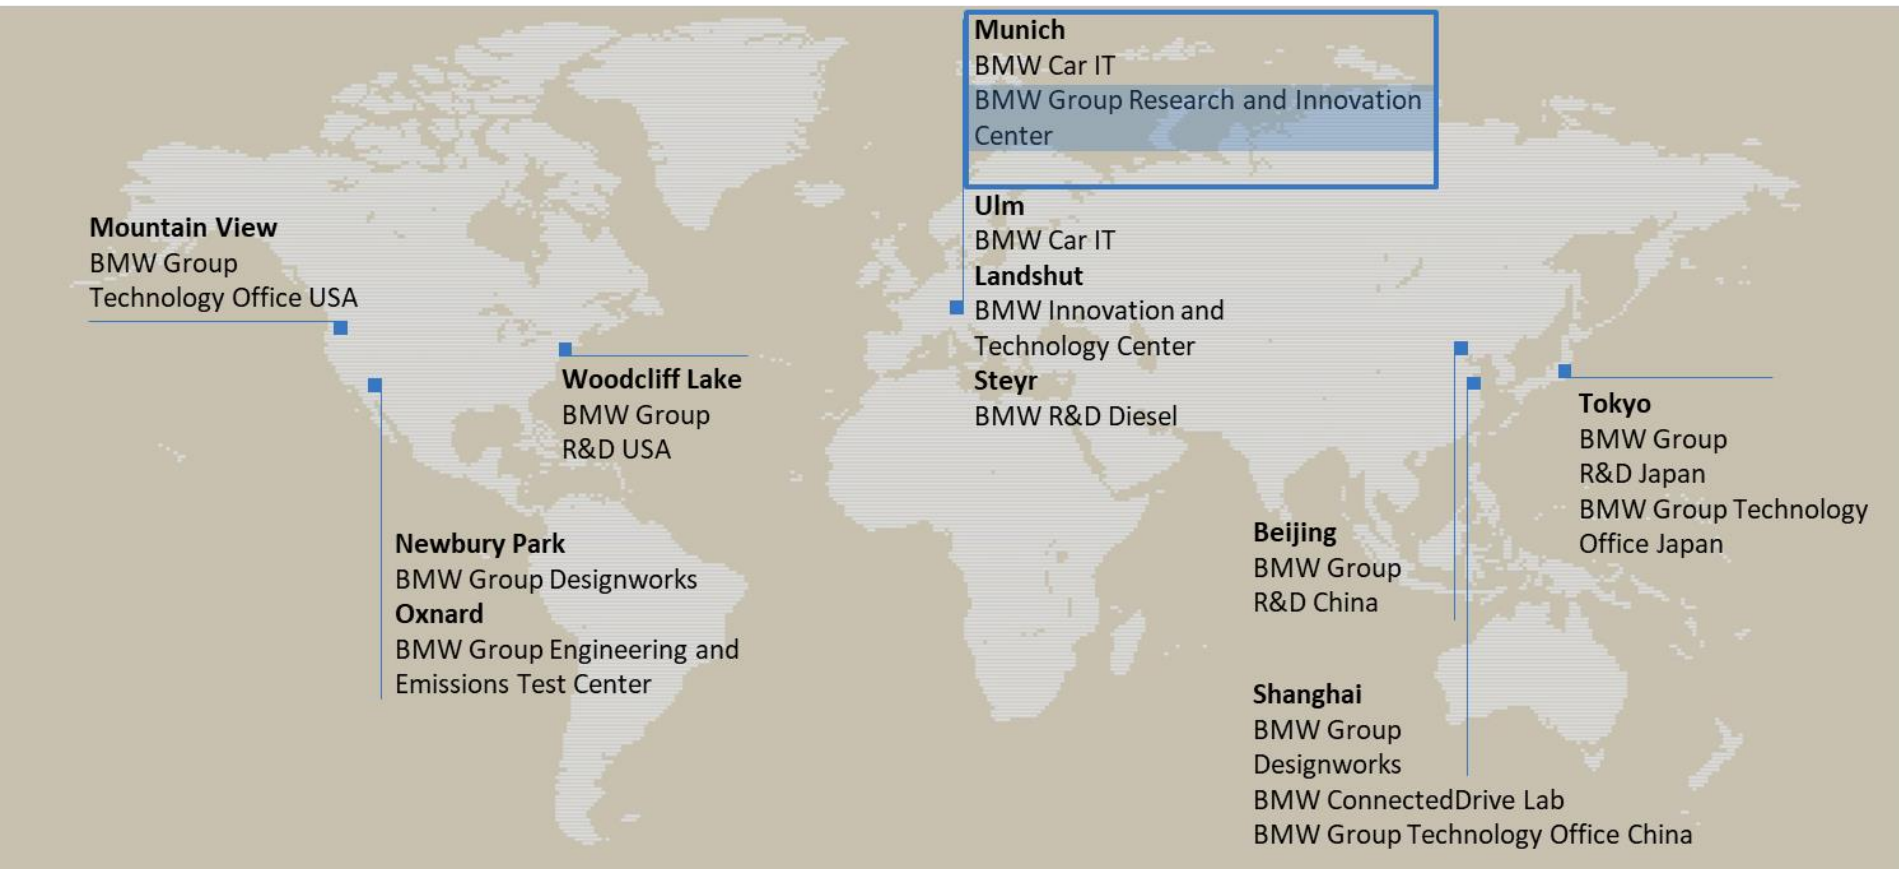 Munich
BMW Car IT
BMW Group Research and Innovation
Center
Ulm
BMW Car IT
Landshut
BMW Innovation and
Technology Center
Steyr
BMW R&D Diesel
Mountain View
BMW Group
Technology Office USA
Woodcliff Lake
BMW Group
R&D USA
Newbury Park
BMW Group Designworks
Oxnard
BMW Group Engineering and
Emissions Test Center
Tokyo
BMW Group
R&D Japan
BMW Group Technology
Office Japan
Beijing
BMW Group
R&D China
Shanghai
BMW Group
Designworks
BMW ConnectedDrive Lab
BMW Group Technology Office China